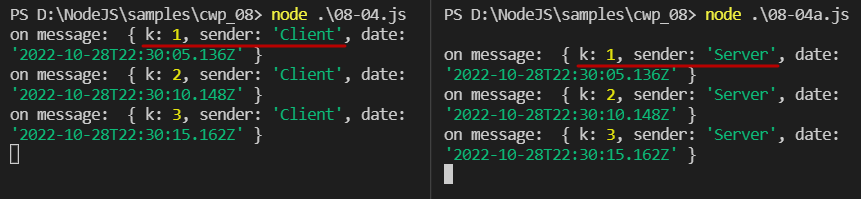 PS D:\NodeJS\samples\cwp_08> node .\08-04.js
on message:  { k: 1, sender: 'Client', date:
'2022-10-28T22:30:05.136Z' }
on message:  { k: 2, sender: 'Client', date:
'2022-10-28T22:30:10.148Z' }
on message:  { k: 3, sender: 'Client', date:
'2022-10-28T22:30:15.162Z' }
PS D:\NodeJS\samples\cwp_08> node .\08-04a.js
on message:  { k: 1, sender: 'Server', date:
'2022-10-28T22:30:05.136Z' }
on message:  { k: 2, sender: 'Server', date:
'2022-10-28T22:30:10.148Z' }
on message:  { k: 3, sender: 'Server', date:
'2022-10-28T22:30:15.162Z' }